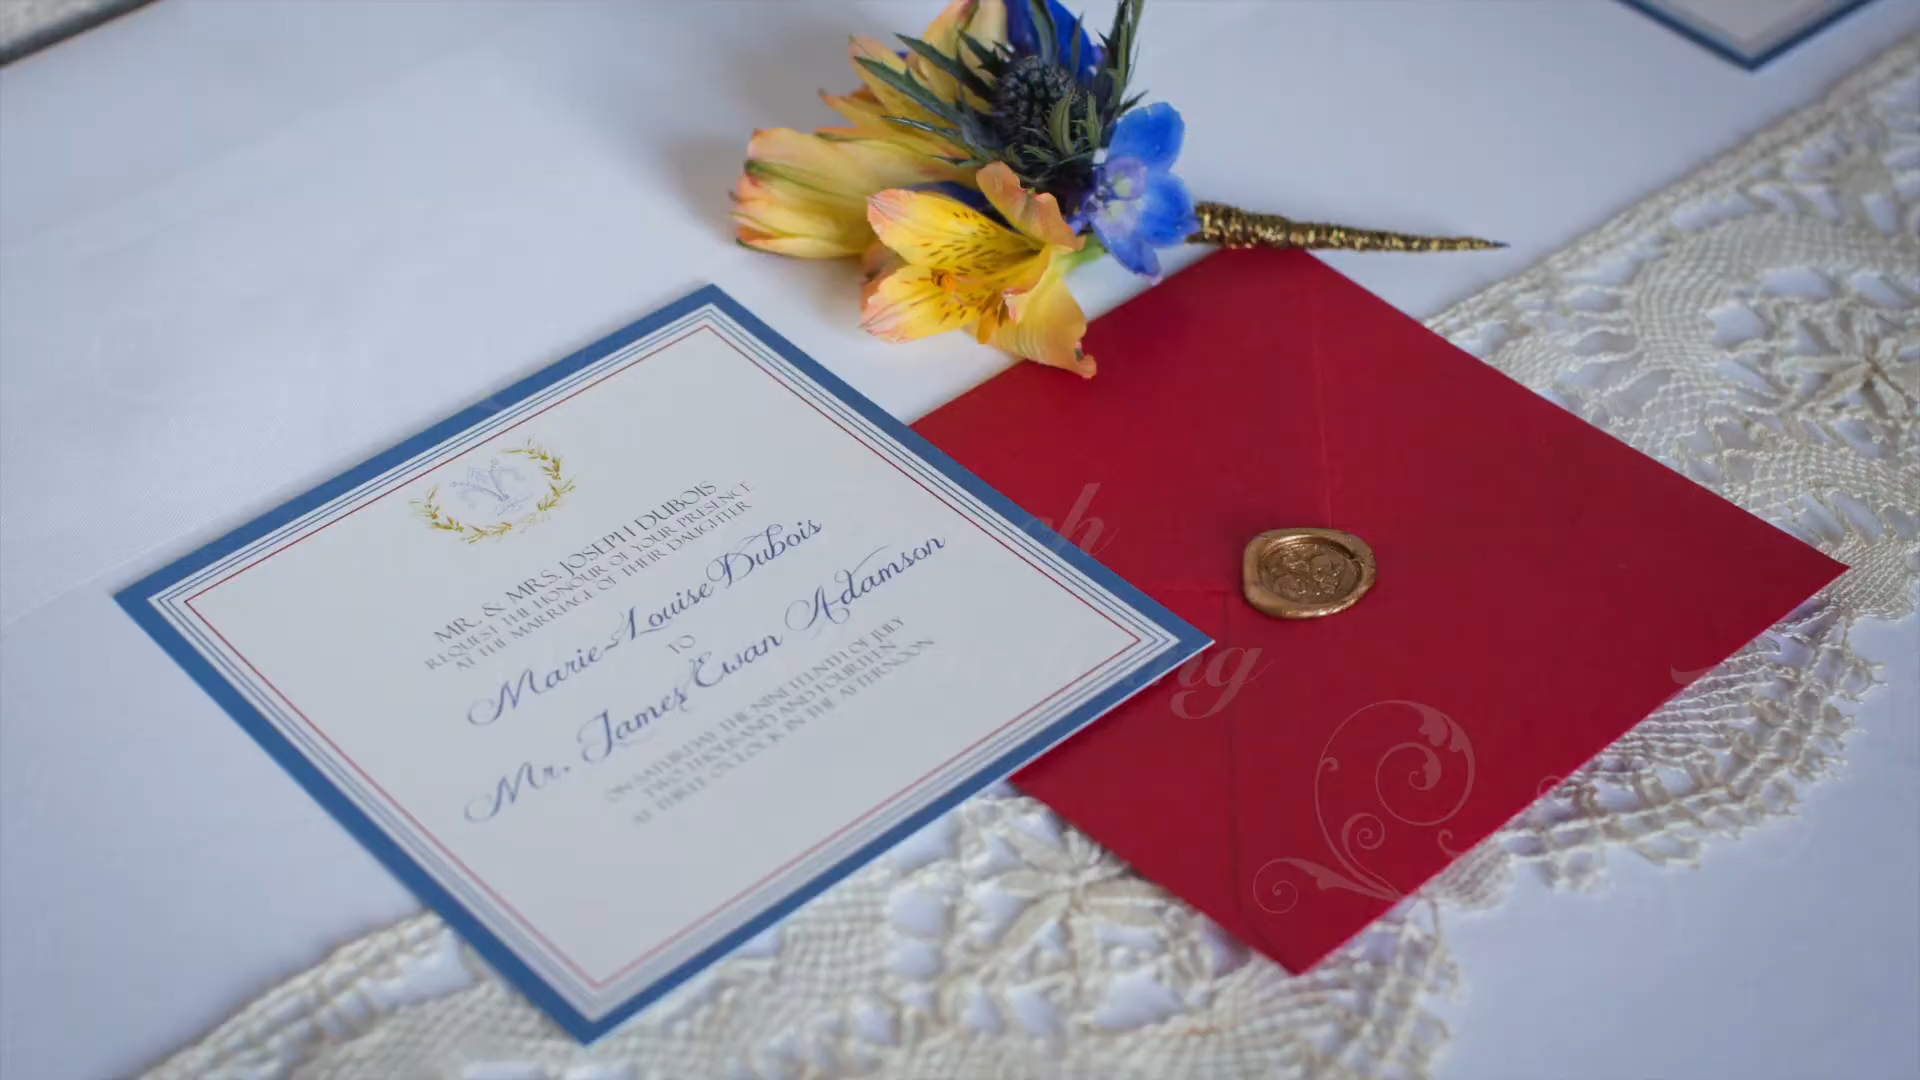 MR. & MRS. JOSEPH DUBOIS
REQUEST THE HONOUR OF YOUR PRESENCE
AT THE MARRIAGE OF THEIR DAUGHTER
Marie-Louise Dubois
TO
Mr. James Ewan Adamson
ON SATURDAY THE NINETEENTH OF JULY
TWO THOUSAND AND FOURTEEN
AT THREE O'CLOCK IN THE AFTERNOON